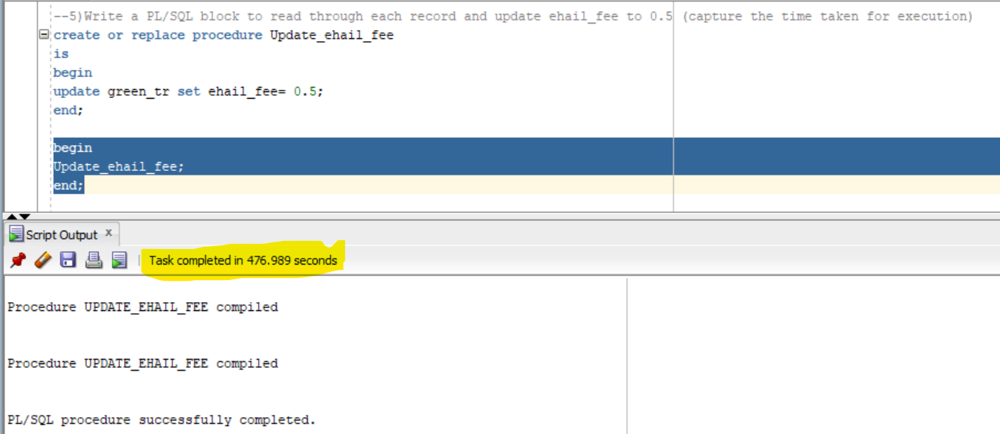 --5)Write a PL/SQL block to read through each record and update ehail_fee to 0.5 (capture the time taken for execution)
create or replace procedure Update_ehail_fee
is
begin
update green_tr set ehail_fee= 0.5;
end;
begin
Update_ehail_fee;
end;
Script Output x
Task completed in 476.989 seconds
Procedure UPDATE_EHAIL_FEE compiled
Procedure UPDATE_EHAIL_FEE compiled
PL/SQL procedure successfully completed.